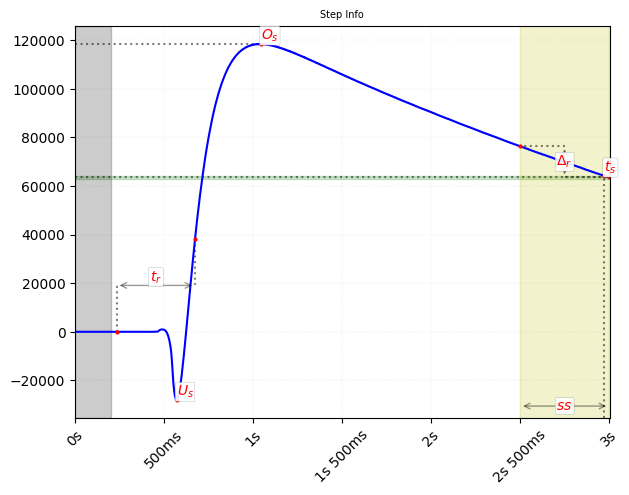 Step Info
120000
100000
80000
60000
40000
20000
0
−20000
O_s
Δ_r
t_s
t_r
U_s
ss
0s
500ms
1s
1s 500ms
2s
2s 500ms
3s